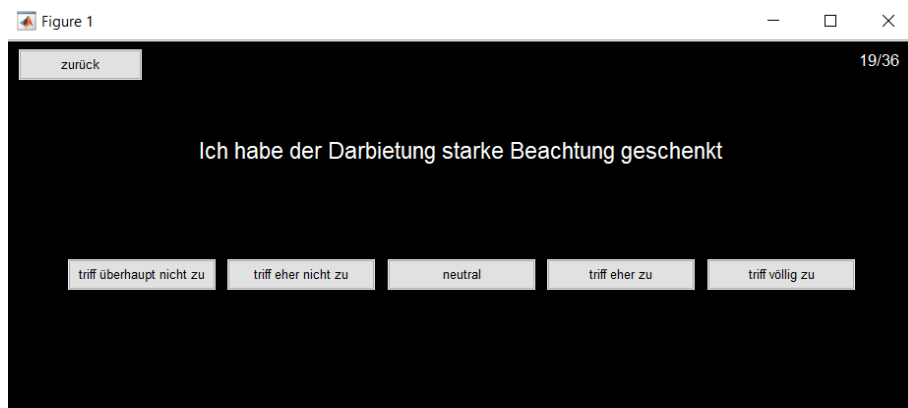 Figure 1
zurück
19/36
Ich habe der Darbietung starke Beachtung geschenkt
triff überhaupt nicht zu
triff eher nicht zu
neutral
triff eher zu
triff völlig zu